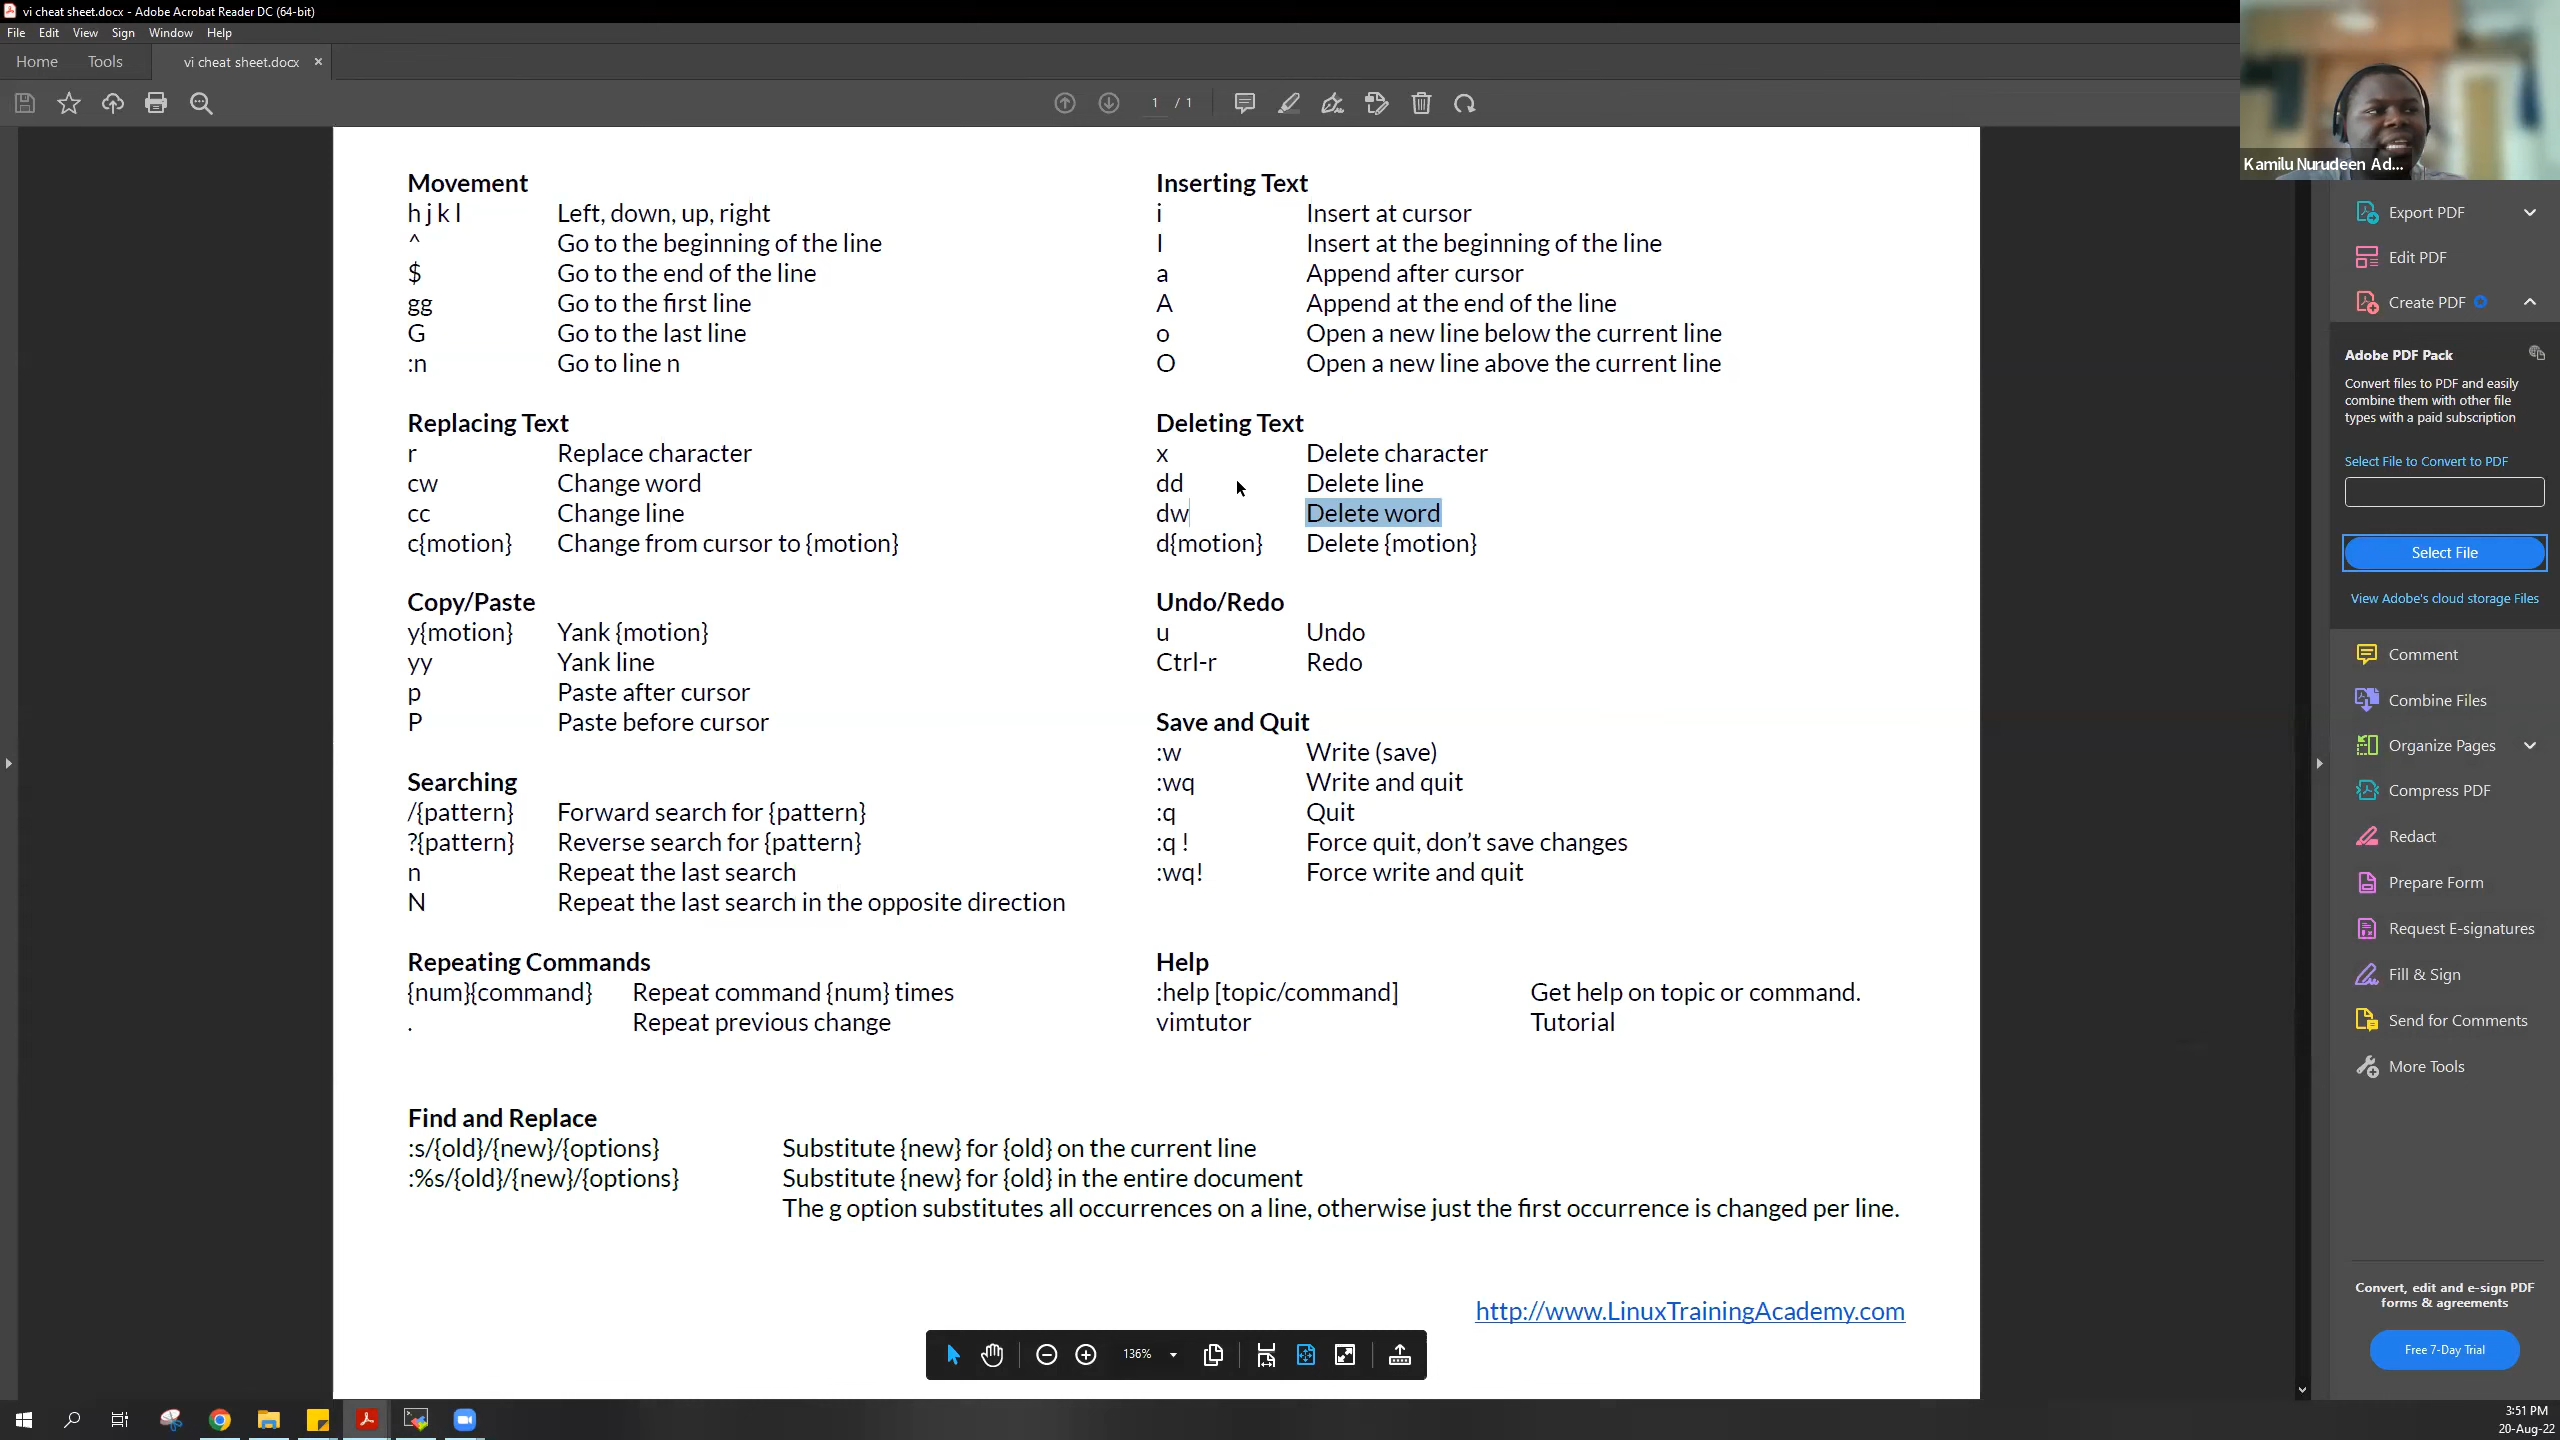 vi cheat sheet.docx - Adobe Acrobat Reader DC (64-bit)
File Edit View Sign Window Help
Home Tools vi cheat sheet.docx ×
1 / 1
Kamilu Nurudeen Ad...
Movement
h j k l Left, down, up, right
^ Go to the beginning of the line
$ Go to the end of the line
gg Go to the first line
G Go to the last line
:n Go to line n
Inserting Text
i Insert at cursor
I Insert at the beginning of the line
a Append after cursor
A Append at the end of the line
o Open a new line below the current line
O Open a new line above the current line
Replacing Text
r Replace character
cw Change word
cc Change line
c{motion} Change from cursor to {motion}
Deleting Text
x Delete character
dd Delete line
dw Delete word
d{motion} Delete {motion}
Copy/Paste
y{motion} Yank {motion}
yy Yank line
p Paste after cursor
P Paste before cursor
Undo/Redo
u Undo
Ctrl-r Redo
Save and Quit
:w Write (save)
:wq Write and quit
:q Quit
:q ! Force quit, don’t save changes
:wq! Force write and quit
Searching
/{pattern} Forward search for {pattern}
?{pattern} Reverse search for {pattern}
n Repeat the last search
N Repeat the last search in the opposite direction
Repeating Commands
{num}{command} Repeat command {num} times
. Repeat previous change
Help
:help [topic/command] Get help on topic or command.
vimtutor Tutorial
Find and Replace
:s/{old}/{new}/{options} Substitute {new} for {old} on the current line
:%s/{old}/{new}/{options} Substitute {new} for {old} in the entire document
The g option substitutes all occurrences on a line, otherwise just the first occurrence is changed per line.
http://www.LinuxTrainingAcademy.com
136%
Export PDF
Edit PDF
Create PDF
Adobe PDF Pack
Convert files to PDF and easily
combine them with other file
types with a paid subscription
Select File to Convert to PDF
Select File
View Adobe's cloud storage Files
Comment
Combine Files
Organize Pages
Compress PDF
Redact
Prepare Form
Request E-signatures
Fill & Sign
Send for Comments
More Tools
Convert, edit and e-sign PDF
forms & agreements
Free 7-Day Trial
3:51 PM
20-Aug-22